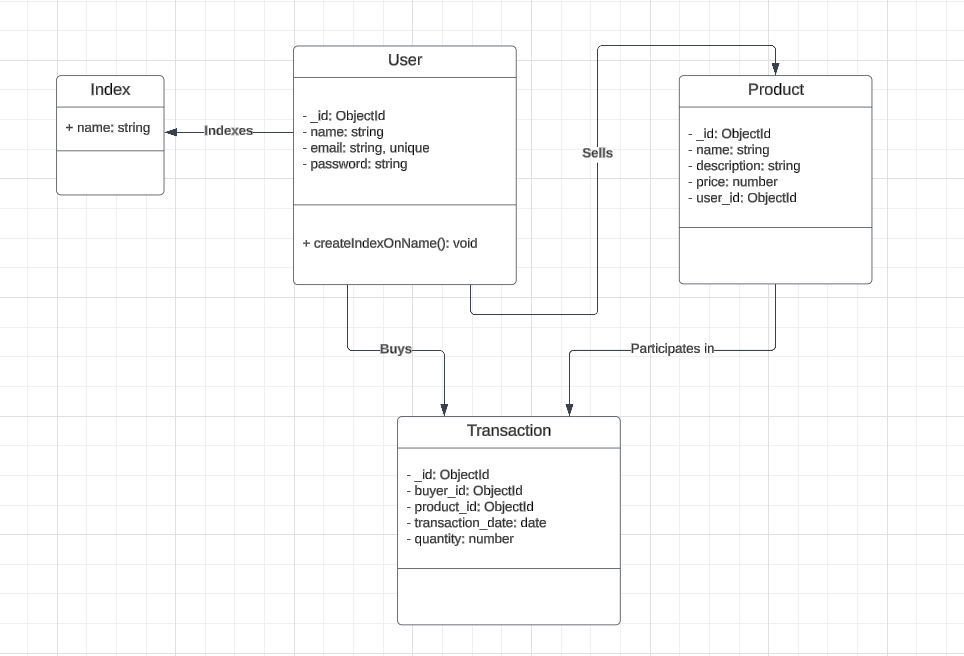 Index
+ name: string
Indexes
User
- _id: ObjectId
- name: string
- email: string, unique
- password: string
+ createIndexOnName(): void
Sells
Product
- _id: ObjectId
- name: string
- description: string
- price: number
- user_id: ObjectId
Buys
Participates in
Transaction
- _id: ObjectId
- buyer_id: ObjectId
- product_id: ObjectId
- transaction_date: date
- quantity: number